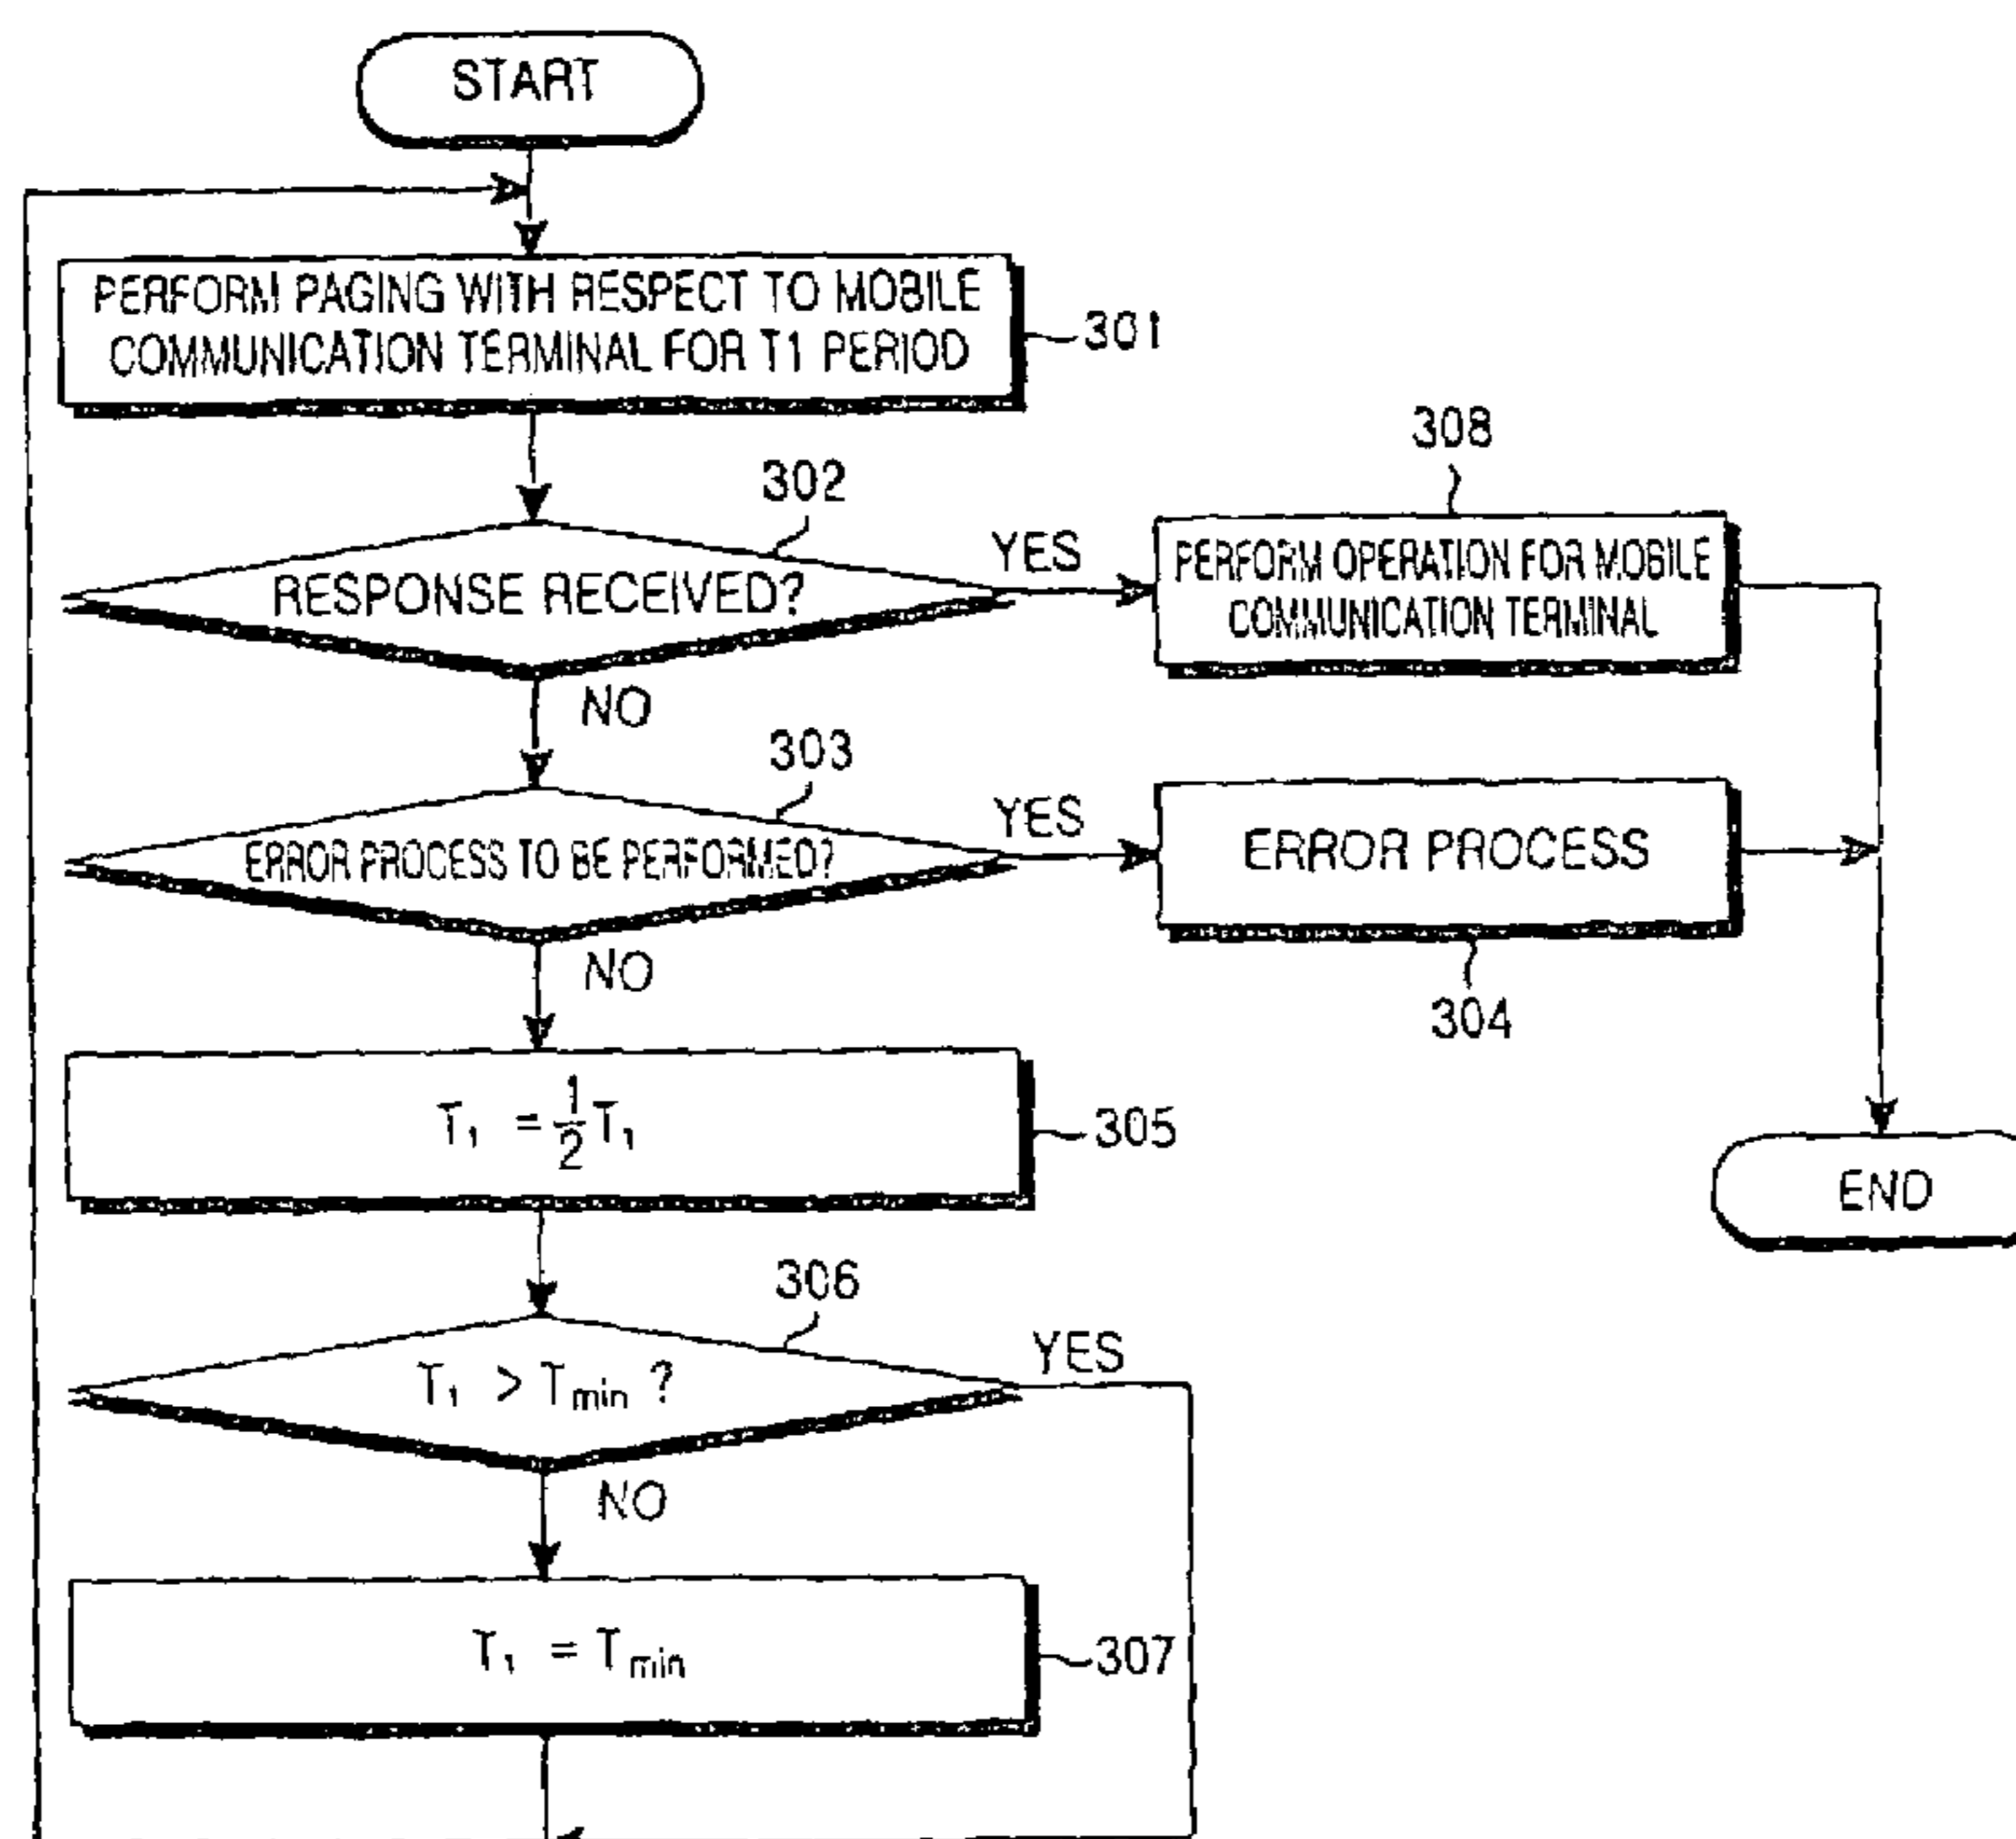 START
PERFORM PAGING WITH RESPECT TO MOBILE
COMMUNICATION TERMINAL FOR T1 PERIOD
301
302
RESPONSE RECEIVED?
YES
308
PERFORM OPERATION FOR MOBILE
COMMUNICATION TERMINAL
NO
303
ERROR PROCESS TO BE PERFORMED?
YES
ERROR PROCESS
304
NO
T₁ = 1/2 T₁
305
END
306
T₁ > Tmin ?
YES
NO
T₁ = Tmin
307